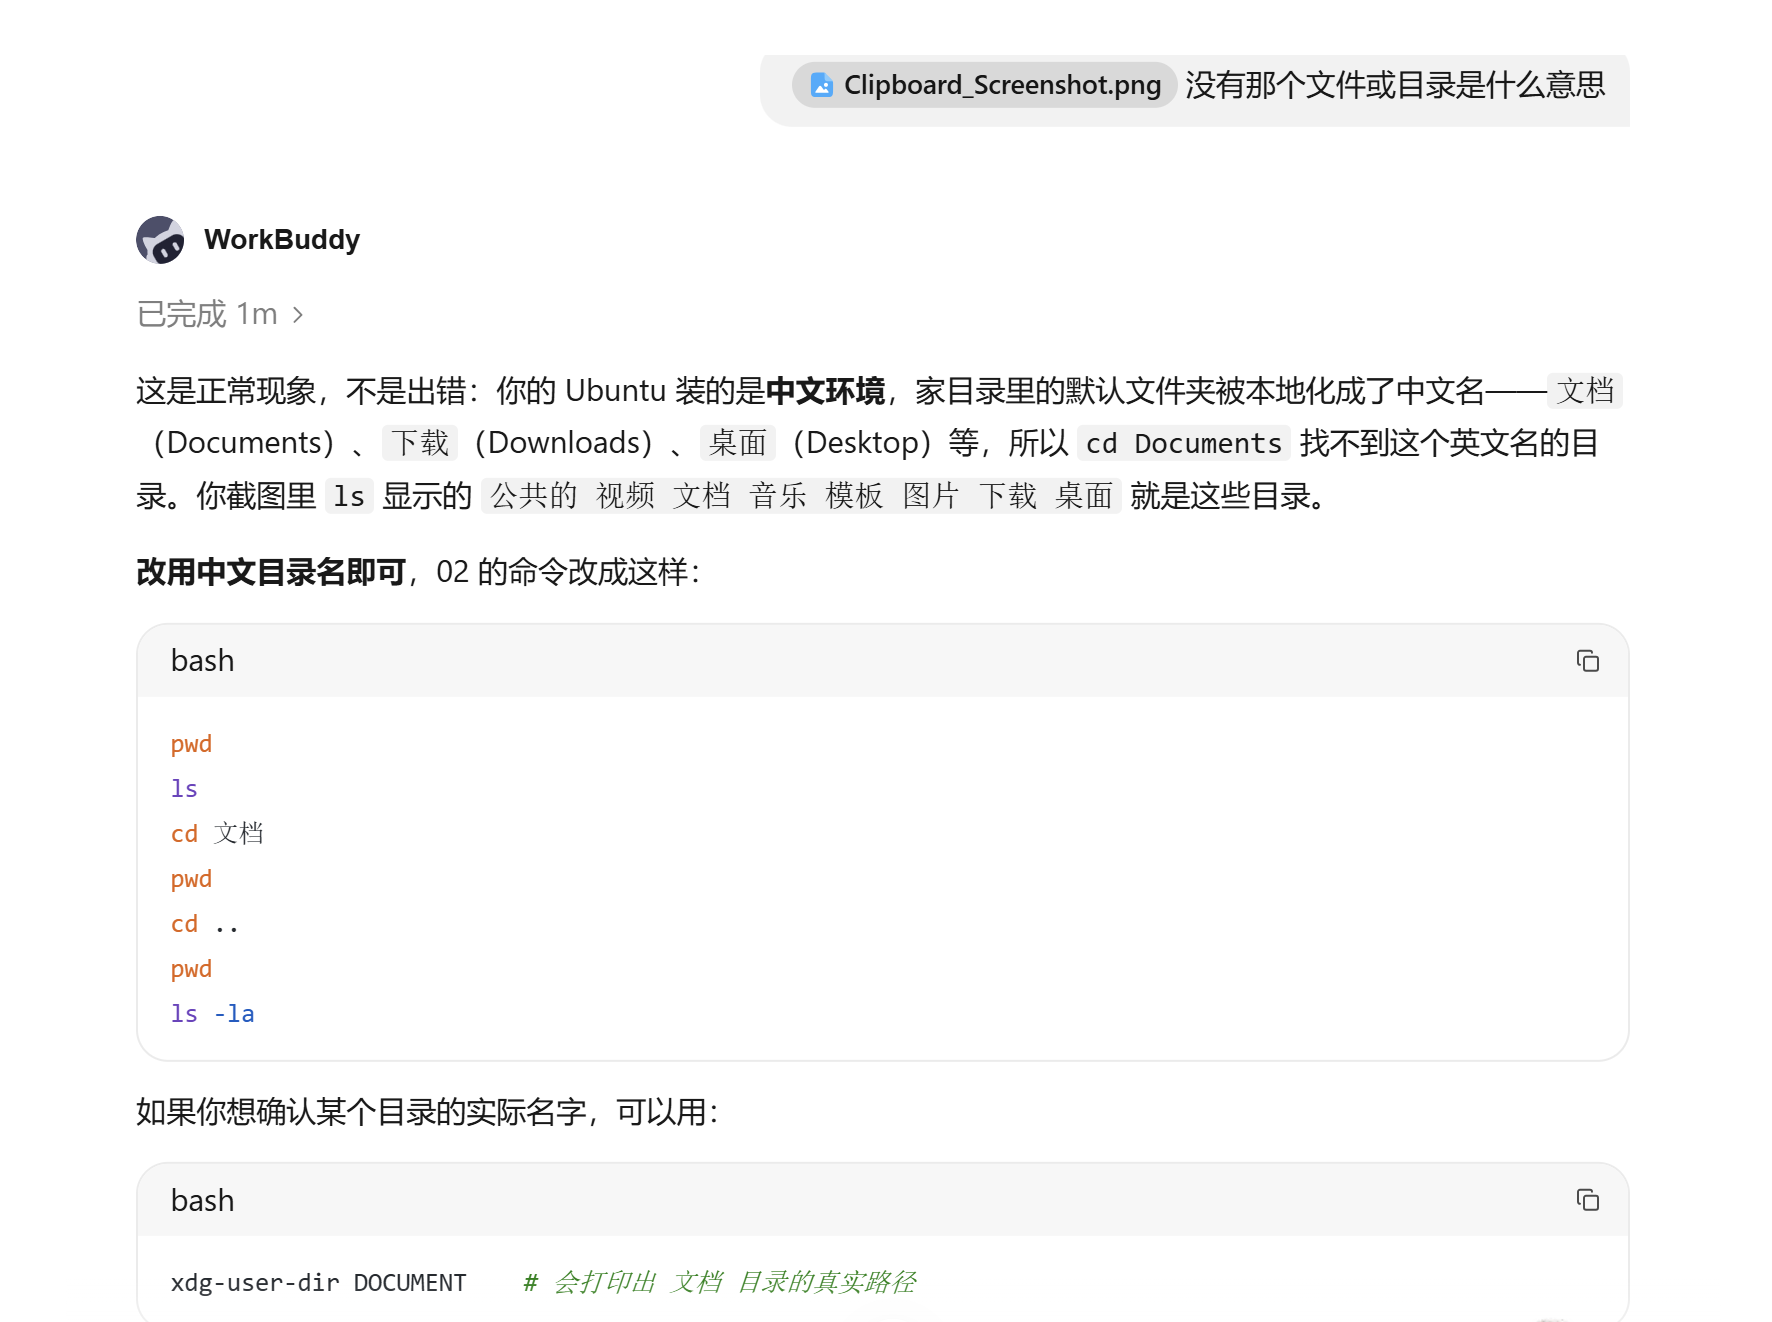 Clipboard_Screenshot.png 没有那个文件或目录是什么意思
WorkBuddy
已完成 1m
这是正常现象，不是出错：你的 Ubuntu 装的是中文环境，家目录里的默认文件夹被本地化成了中文名——文档
（Documents）、下载（Downloads）、桌面（Desktop）等，所以 cd Documents 找不到这个英文名的目
录。你截图里 ls 显示的 公共的 视频 文档 音乐 模板 图片 下载 桌面 就是这些目录。
改用中文目录名即可，02 的命令改成这样：
bash
pwd
ls
cd 文档
pwd
cd ..
pwd
ls -la
如果你想确认某个目录的实际名字，可以用：
bash
xdg-user-dir DOCUMENT    # 会打印出 文档 目录的真实路径